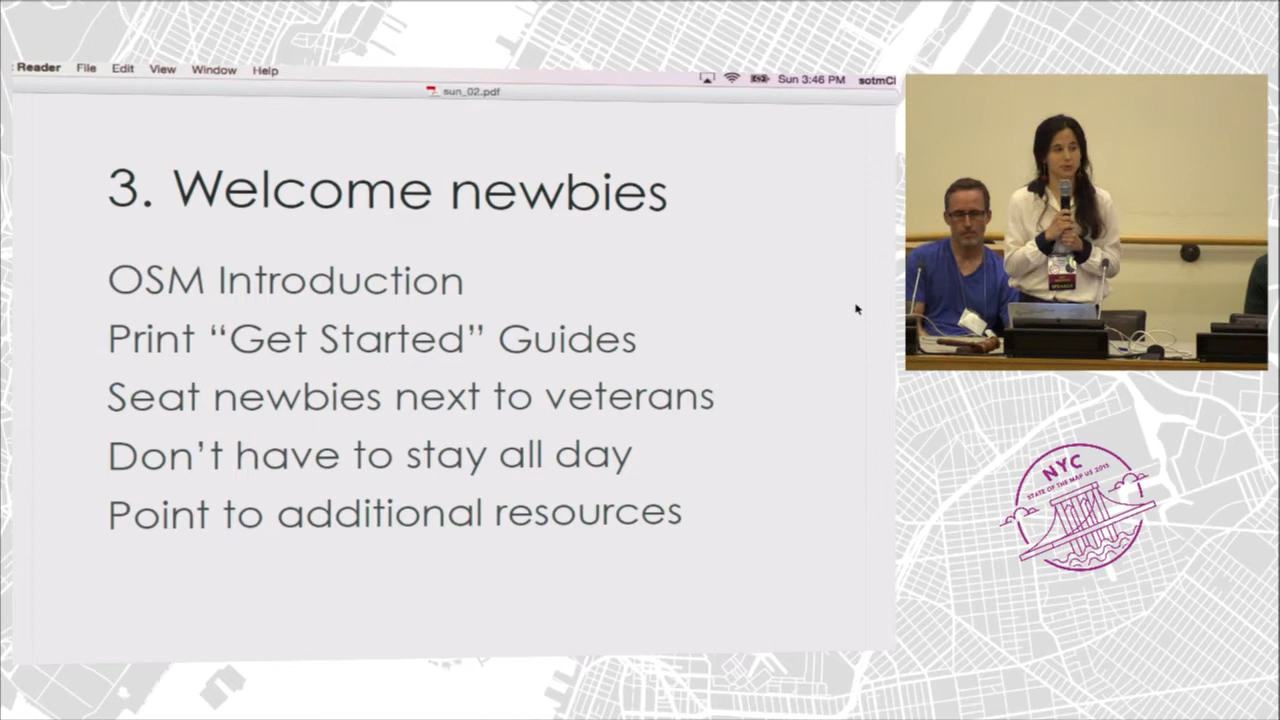 Reader File Edit View Window Help Sun 3:46 PM sotmCl
sun_02.pdf
3. Welcome newbies
OSM Introduction
Print “Get Started” Guides
Seat newbies next to veterans
Don’t have to stay all day
Point to additional resources
NYC
STATE OF THE MAP US 2015
SPEAKER